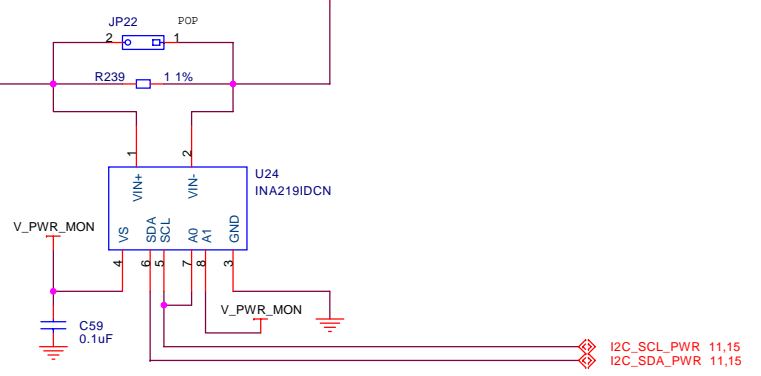 JP22 POP
2 1
R239 1 1%
1 2
VIN+ VIN-
U24
INA219IDCN
VS SDA SCL A0 A1 GND
V_PWR_MON
4 6 5 7 8 3
V_PWR_MON
C59
0.1uF
I2C_SCL_PWR 11,15
I2C_SDA_PWR 11,15